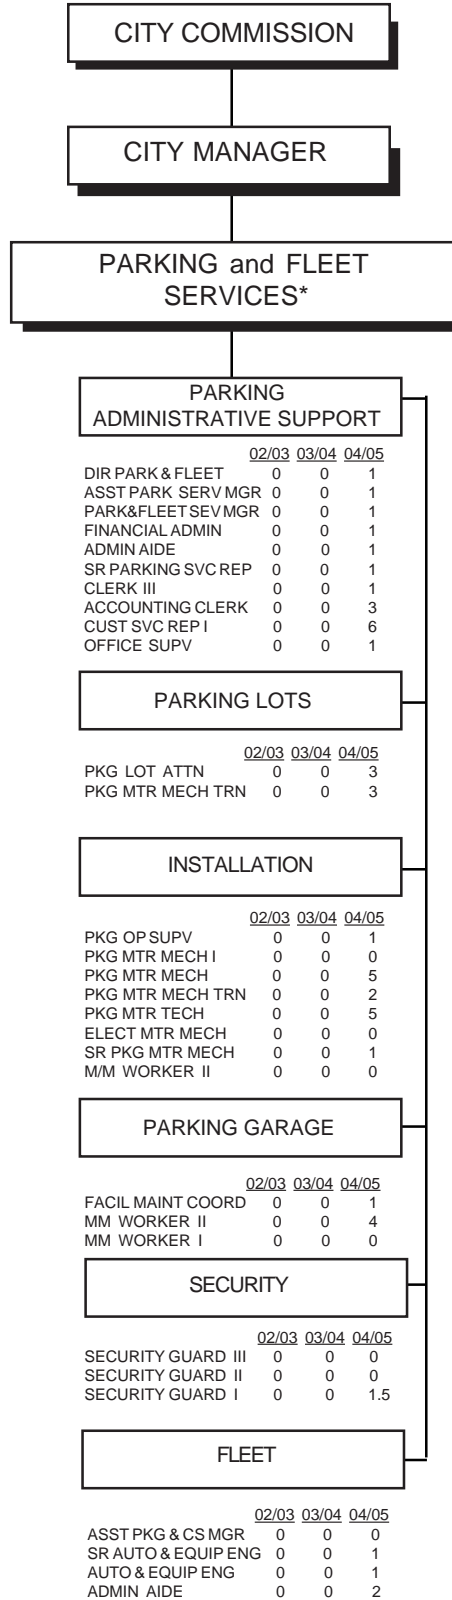 CITY COMMISSION
CITY MANAGER
PARKING and FLEET
SERVICES*
PARKING
ADMINISTRATIVE SUPPORT
02/03 03/04 04/05
DIR PARK & FLEET 0 0 1
ASST PARK SERV MGR 0 0 1
PARK&FLEET SEV MGR 0 0 1
FINANCIAL ADMIN 0 0 1
ADMIN AIDE 0 0 1
SR PARKING SVC REP 0 0 1
CLERK III 0 0 1
ACCOUNTING CLERK 0 0 3
CUST SVC REP I 0 0 6
OFFICE SUPV 0 0 1
PARKING LOTS
02/03 03/04 04/05
PKG LOT ATTN 0 0 3
PKG MTR MECH TRN 0 0 3
INSTALLATION
02/03 03/04 04/05
PKG OP SUPV 0 0 1
PKG MTR MECH I 0 0 0
PKG MTR MECH 0 0 5
PKG MTR MECH TRN 0 0 2
PKG MTR TECH 0 0 5
ELECT MTR MECH 0 0 0
SR PKG MTR MECH 0 0 1
M/M WORKER II 0 0 0
PARKING GARAGE
02/03 03/04 04/05
FACIL MAINT COORD 0 0 1
MM WORKER II 0 0 4
MM WORKER I 0 0 0
SECURITY
02/03 03/04 04/05
SECURITY GUARD III 0 0 0
SECURITY GUARD II 0 0 0
SECURITY GUARD I 0 0 1.5
FLEET
02/03 03/04 04/05
ASST PKG & CS MGR 0 0 0
SR AUTO & EQUIP ENG 0 0 1
AUTO & EQUIP ENG 0 0 1
ADMIN AIDE 0 0 2